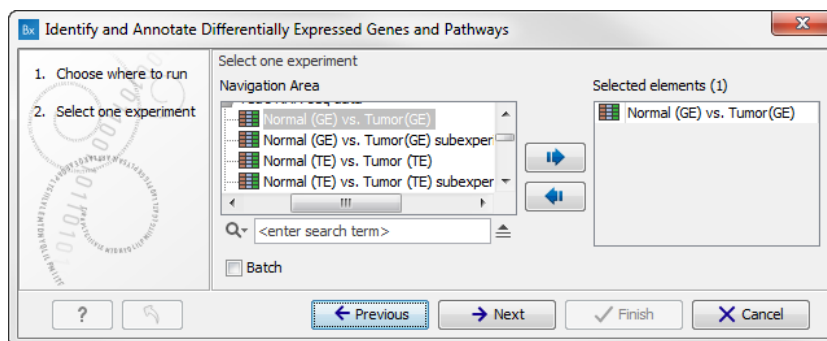 Bx Identify and Annotate Differentially Expressed Genes and Pathways
1. Choose where to run
2. Select one experiment
Select one experiment
Navigation Area
Normal (GE) vs. Tumor(GE)
Normal (GE) vs. Tumor(GE) subexper
Normal (TE) vs. Tumor (TE)
Normal (TE) vs. Tumor (TE) subexper
<enter search term>
Batch
Selected elements (1)
Normal (GE) vs. Tumor(GE)
?
Previous
Next
Finish
Cancel